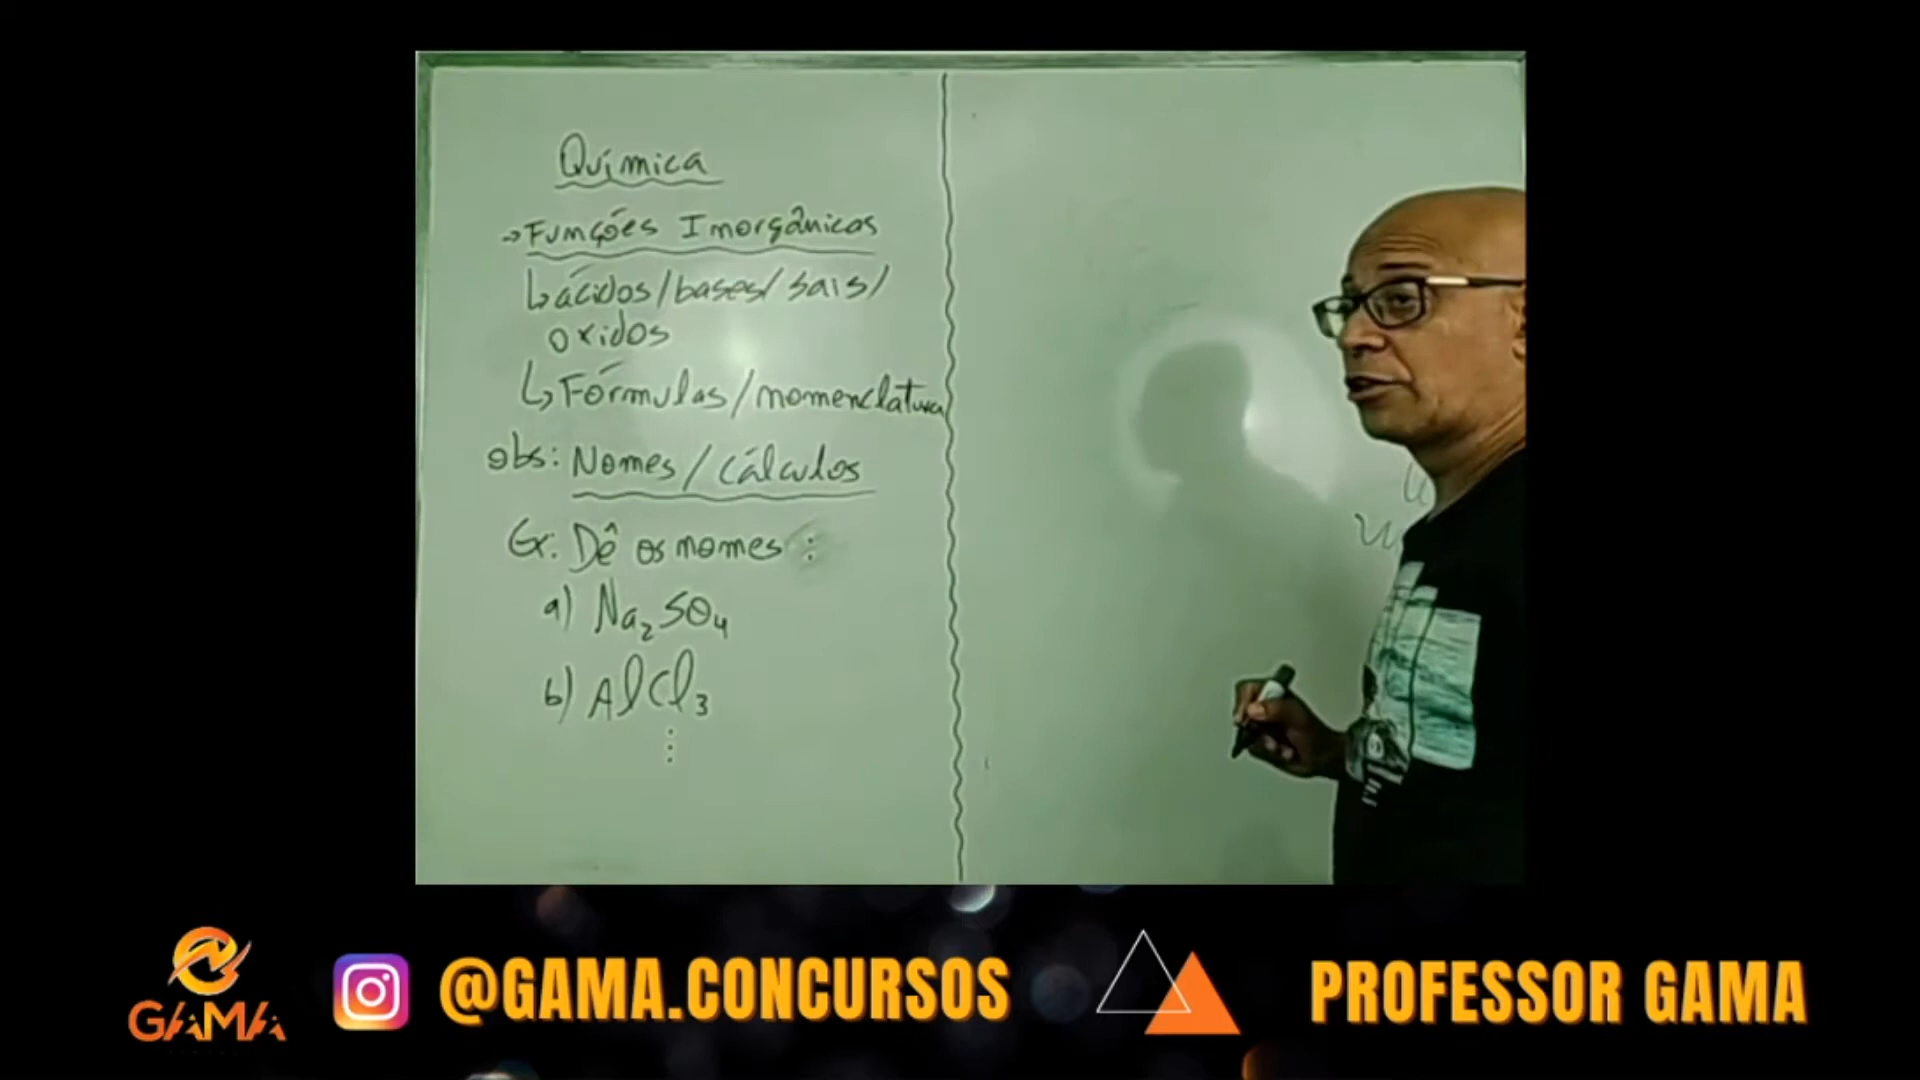 Química
→ Funções Inorgânicas
↳ ácidos/bases/sais/
oxidos
↳ Fórmulas/nomenclatura
obs: Nomes/Cálculos
Ex. Dê os nomes :
a) Na₂SO₄
b) AlCl₃
⋮
GAMA
@GAMA.CONCURSOS
PROFESSOR GAMA